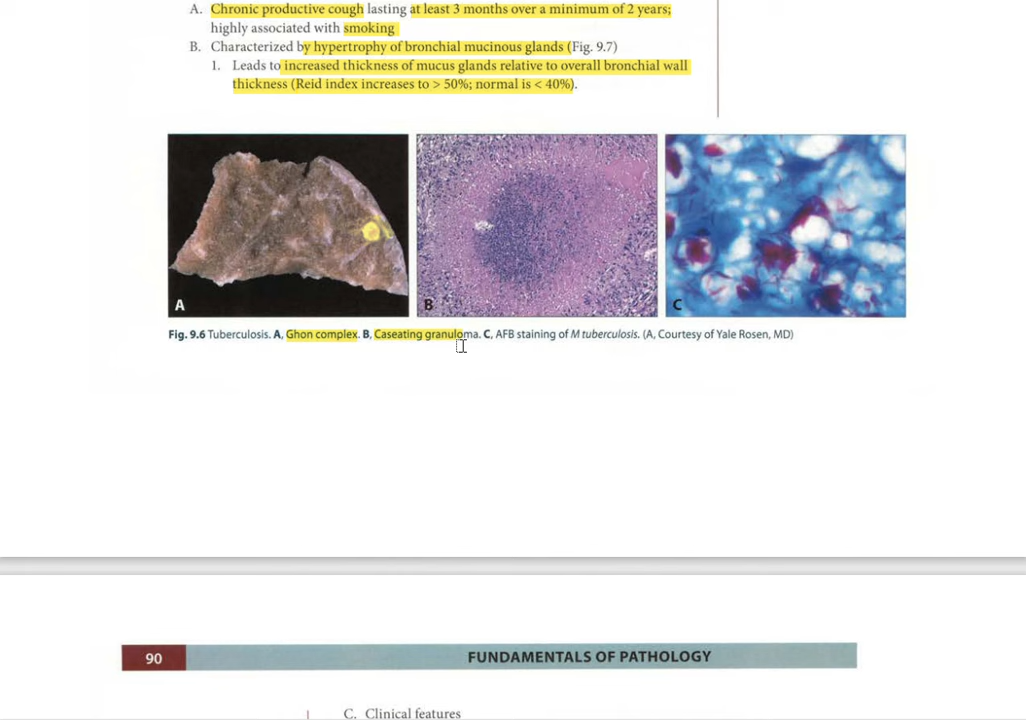 A. Chronic productive cough lasting at least 3 months over a minimum of 2 years;
highly associated with smoking
B. Characterized by hypertrophy of bronchial mucinous glands (Fig. 9.7)
1. Leads to increased thickness of mucus glands relative to overall bronchial wall
thickness (Reid index increases to > 50%; normal is < 40%).
A
B
C
Fig. 9.6 Tuberculosis. A, Ghon complex. B, Caseating granuloma. C, AFB staining of M tuberculosis. (A, Courtesy of Yale Rosen, MD)
90
FUNDAMENTALS OF PATHOLOGY
C. Clinical features